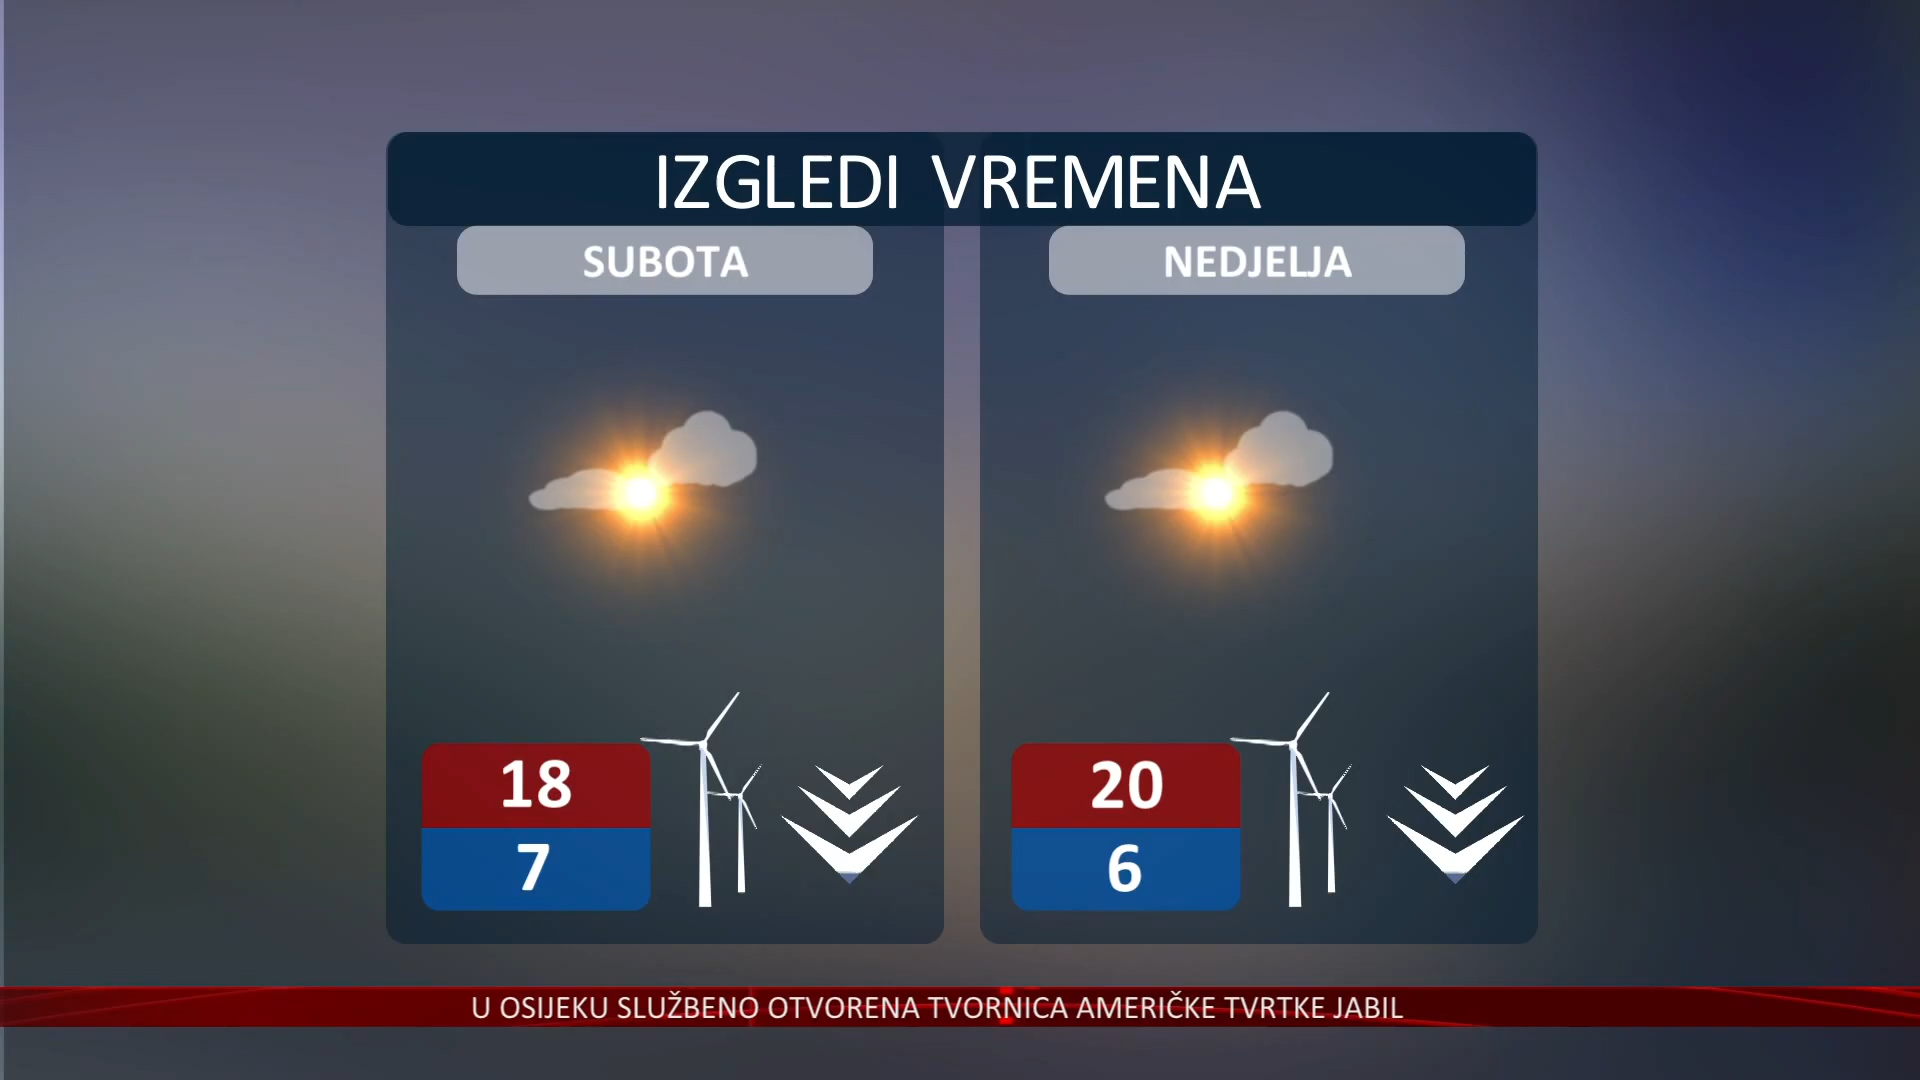 IZGLEDI VREMENA
SUBOTA
NEDJELJA
18
7
20
6
U OSIJEKU SLUŽBENO OTVORENA TVORNICA AMERIČKE TVRTKE JABIL